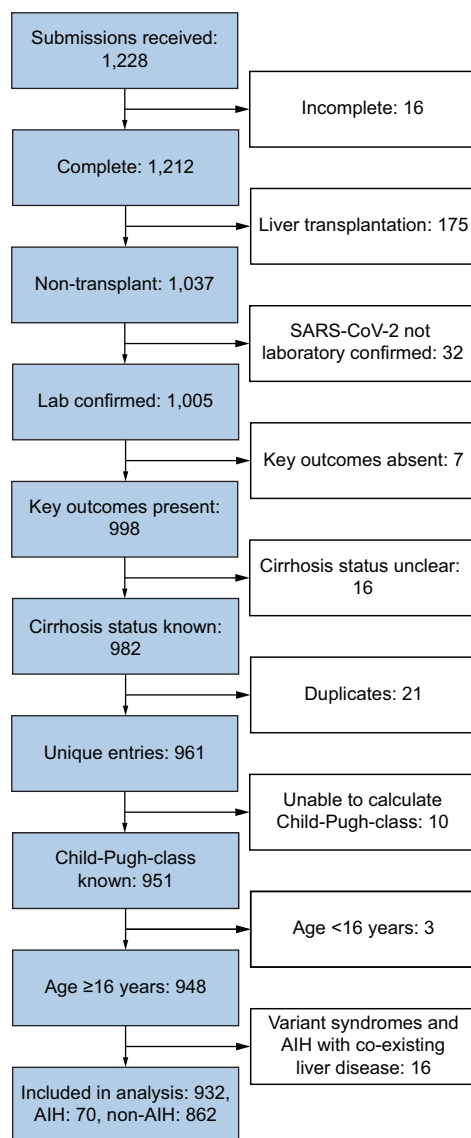 Submissions received:
1,228
Incomplete: 16
Complete: 1,212
Liver transplantation: 175
Non-transplant: 1,037
SARS-CoV-2 not
laboratory confirmed: 32
Lab confirmed: 1,005
Key outcomes absent: 7
Key outcomes present:
998
Cirrhosis status unclear:
16
Cirrhosis status known:
982
Duplicates: 21
Unique entries: 961
Unable to calculate
Child-Pugh-class: 10
Child-Pugh-class
known: 951
Age <16 years: 3
Age ≥16 years: 948
Variant syndromes and
AIH with co-existing
liver disease: 16
Included in analysis: 932,
AIH: 70, non-AIH: 862